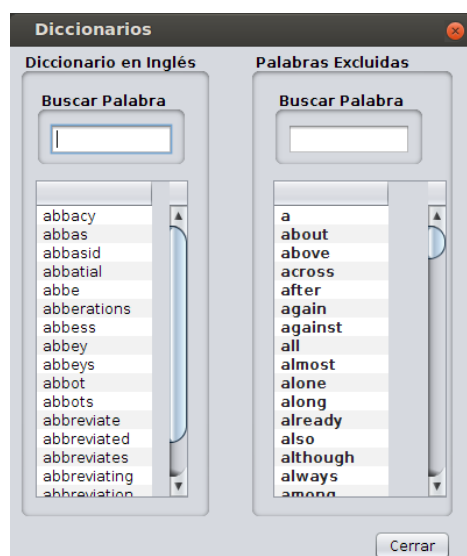 Diccionarios
Diccionario en Inglés
Buscar Palabra
abbacy
abbas
abbasid
abbatial
abbe
abberations
abbess
abbey
abbeys
abbot
abbots
abbreviate
abbreviated
abbreviates
abbreviating
abbreviation
Palabras Excluidas
Buscar Palabra
a
about
above
across
after
again
against
all
almost
alone
along
already
also
although
always
among
Cerrar